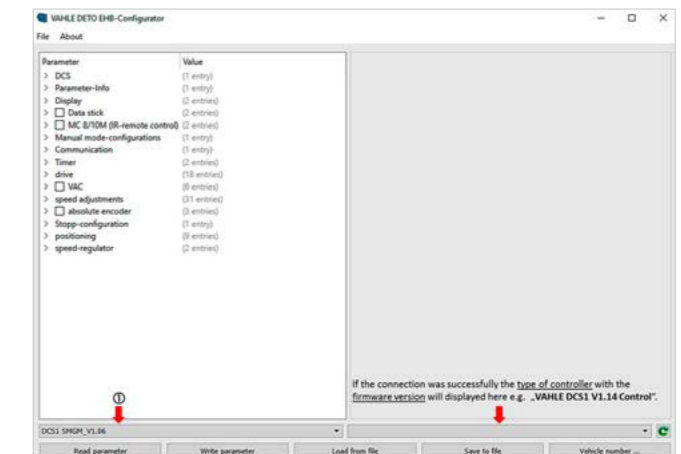 VAHLE DETO EHB-Configurator
File About
Parameter Value
DCS (1 entry)
Parameter-Info (1 entry)
Display (2 entries)
Data stick (2 entries)
MC 8/10M (IR-remote control) (2 entries)
Manual mode-configurations (1 entry)
Communication (1 entry)
Timer (2 entries)
drive (18 entries)
VAC (6 entries)
speed adjustments (31 entries)
absolute encoder (3 entries)
Stopp-configuration (1 entry)
positioning (9 entries)
speed-regulator (2 entries)
①
If the connection was successfully the type of controller with the
firmware version will displayed here e.g. „VAHLE DCS1 V1.14 Control“.
DCS1 SMGM_V1.06
Read parameter Write parameter Load from file Save to file Vehicle number ...